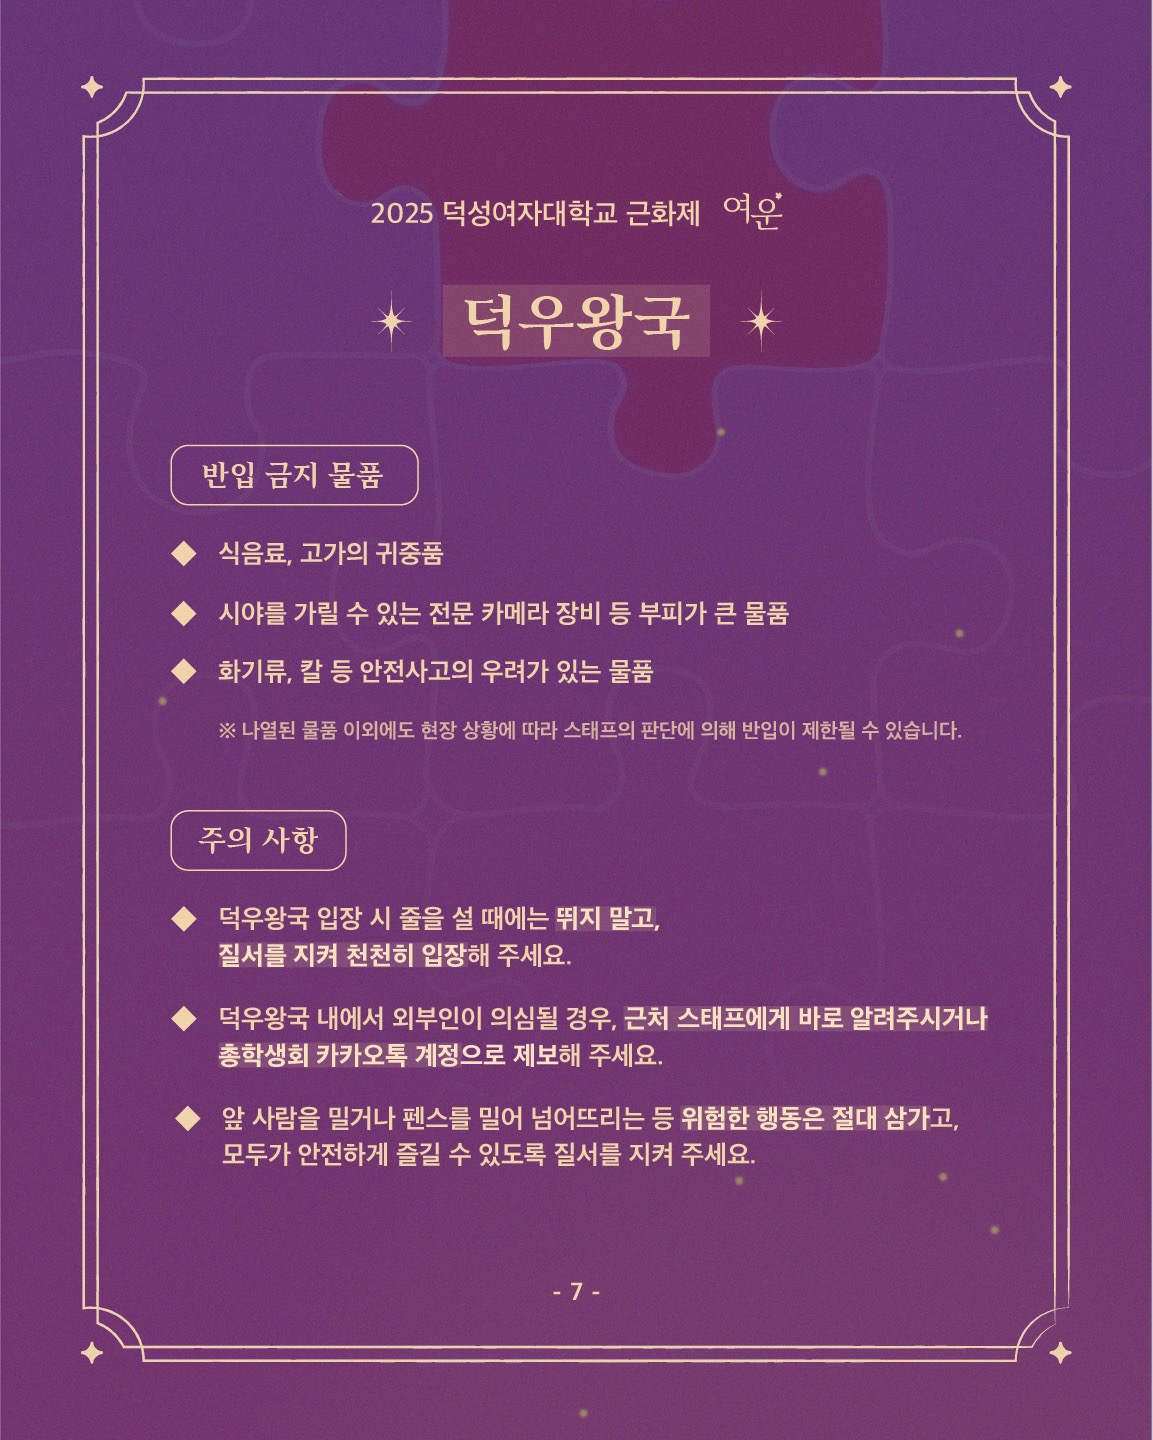 2025 덕성여자대학교 근화제 여운
덕우왕국
반입 금지 물품
◆ 식음료, 고가의 귀중품
◆ 시야를 가릴 수 있는 전문 카메라 장비 등 부피가 큰 물품
◆ 화기류, 칼 등 안전사고의 우려가 있는 물품
※ 나열된 물품 이외에도 현장 상황에 따라 스태프의 판단에 의해 반입이 제한될 수 있습니다.
주의 사항
◆ 덕우왕국 입장 시 줄을 설 때에는 뛰지 말고,
질서를 지켜 천천히 입장해 주세요.
◆ 덕우왕국 내에서 외부인이 의심될 경우, 근처 스태프에게 바로 알려주시거나
총학생회 카카오톡 계정으로 제보해 주세요.
◆ 앞 사람을 밀거나 펜스를 밀어 넘어뜨리는 등 위험한 행동은 절대 삼가고,
모두가 안전하게 즐길 수 있도록 질서를 지켜 주세요.
- 7 -